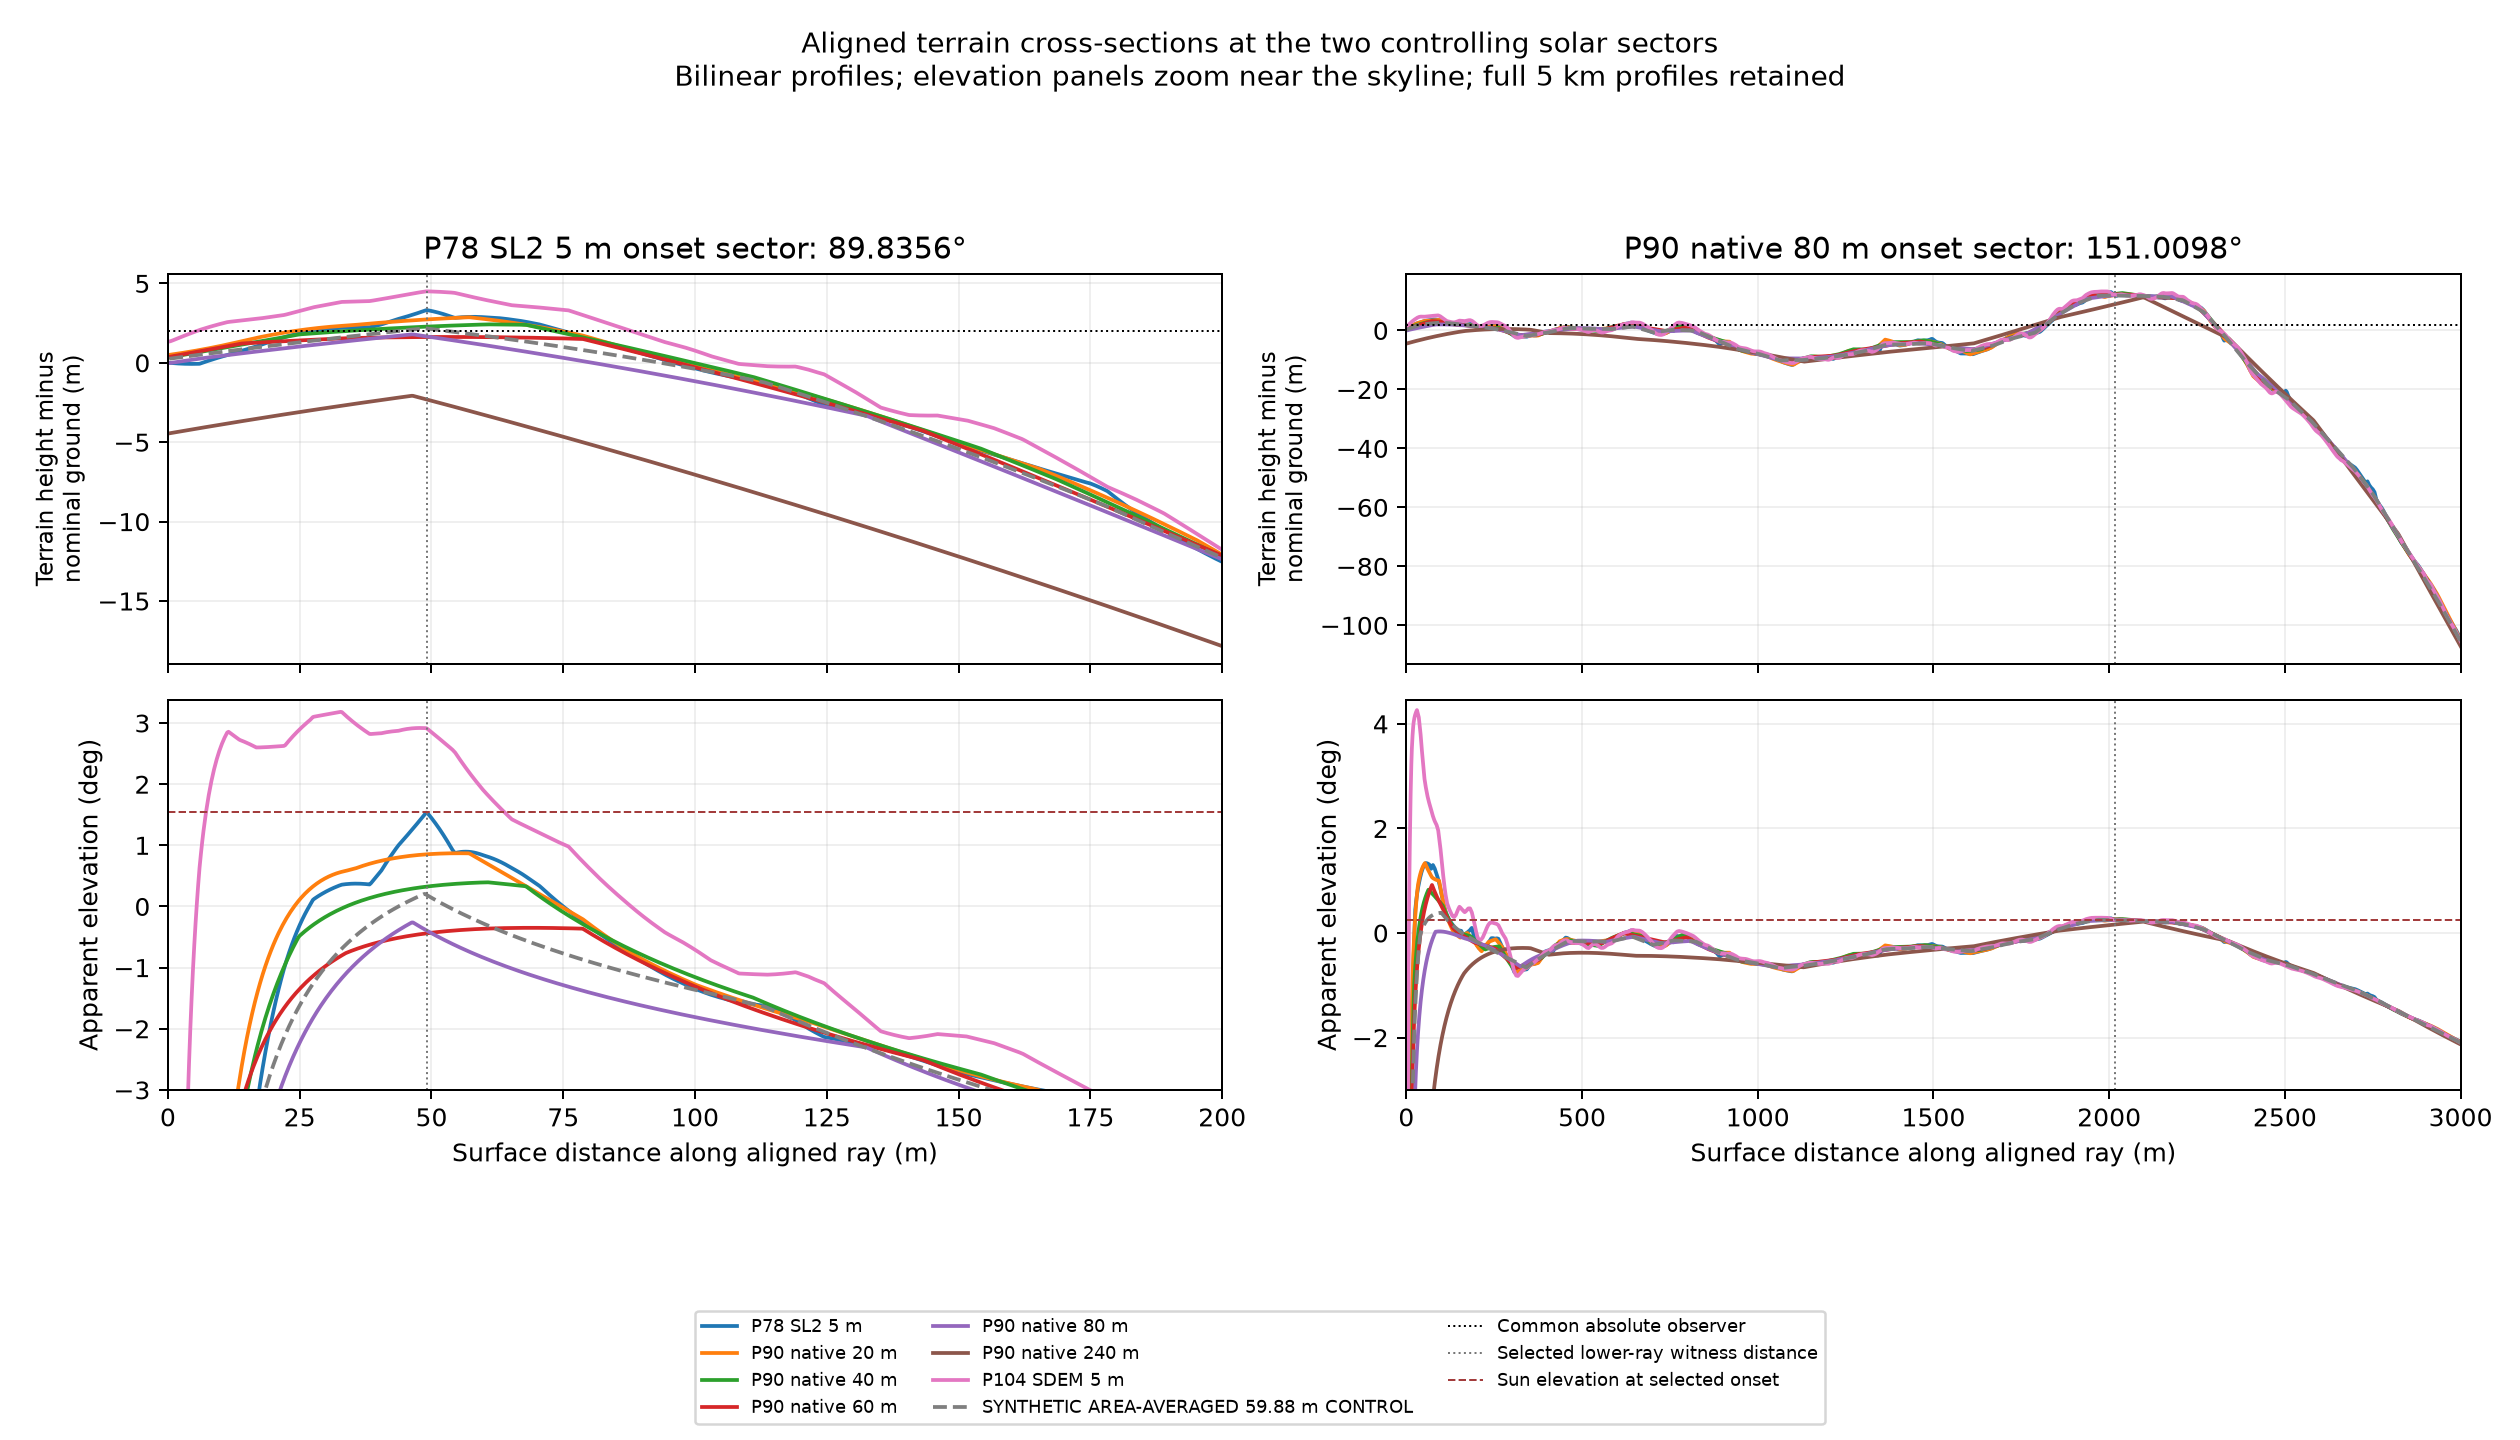 Aligned terrain cross-sections at the two controlling solar sectors
Bilinear profiles; elevation panels zoom near the skyline; full 5 km profiles retained
P78 SL2 5 m onset sector: 89.8356°
Terrain height minus
nominal ground (m)
5
0
−5
−10
−15
P90 native 80 m onset sector: 151.0098°
Terrain height minus
nominal ground (m)
0
−20
−40
−60
−80
−100
Apparent elevation (deg)
3
2
1
0
−1
−2
−3
0 25 50 75 100 125 150 175 200
Surface distance along aligned ray (m)
Apparent elevation (deg)
4
2
0
−2
0 500 1000 1500 2000 2500 3000
Surface distance along aligned ray (m)
P78 SL2 5 m
P90 native 20 m
P90 native 40 m
P90 native 60 m
P90 native 80 m
P90 native 240 m
P104 SDEM 5 m
SYNTHETIC AREA-AVERAGED 59.88 m CONTROL
Common absolute observer
Selected lower-ray witness distance
Sun elevation at selected onset